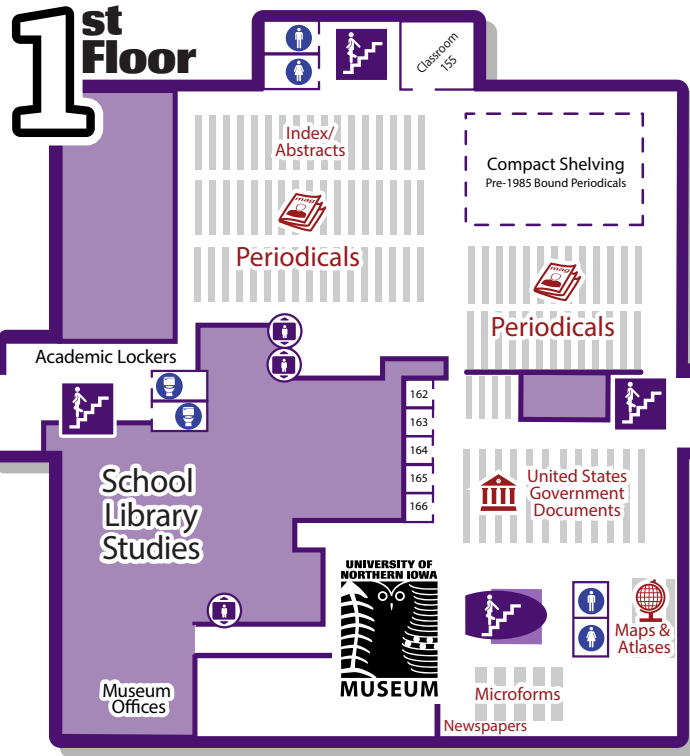 1st
Floor
Classroom
155
Index/
Abstracts
mag
Periodicals
Compact Shelving
Pre-1985 Bound Periodicals
mag
Periodicals
Academic Lockers
162
163
164
165
166
School
Library
Studies
United States
Government
Documents
UNIVERSITY OF
NORTHERN IOWA
MUSEUM
Maps &
Atlases
Museum
Offices
Microforms
Newspapers